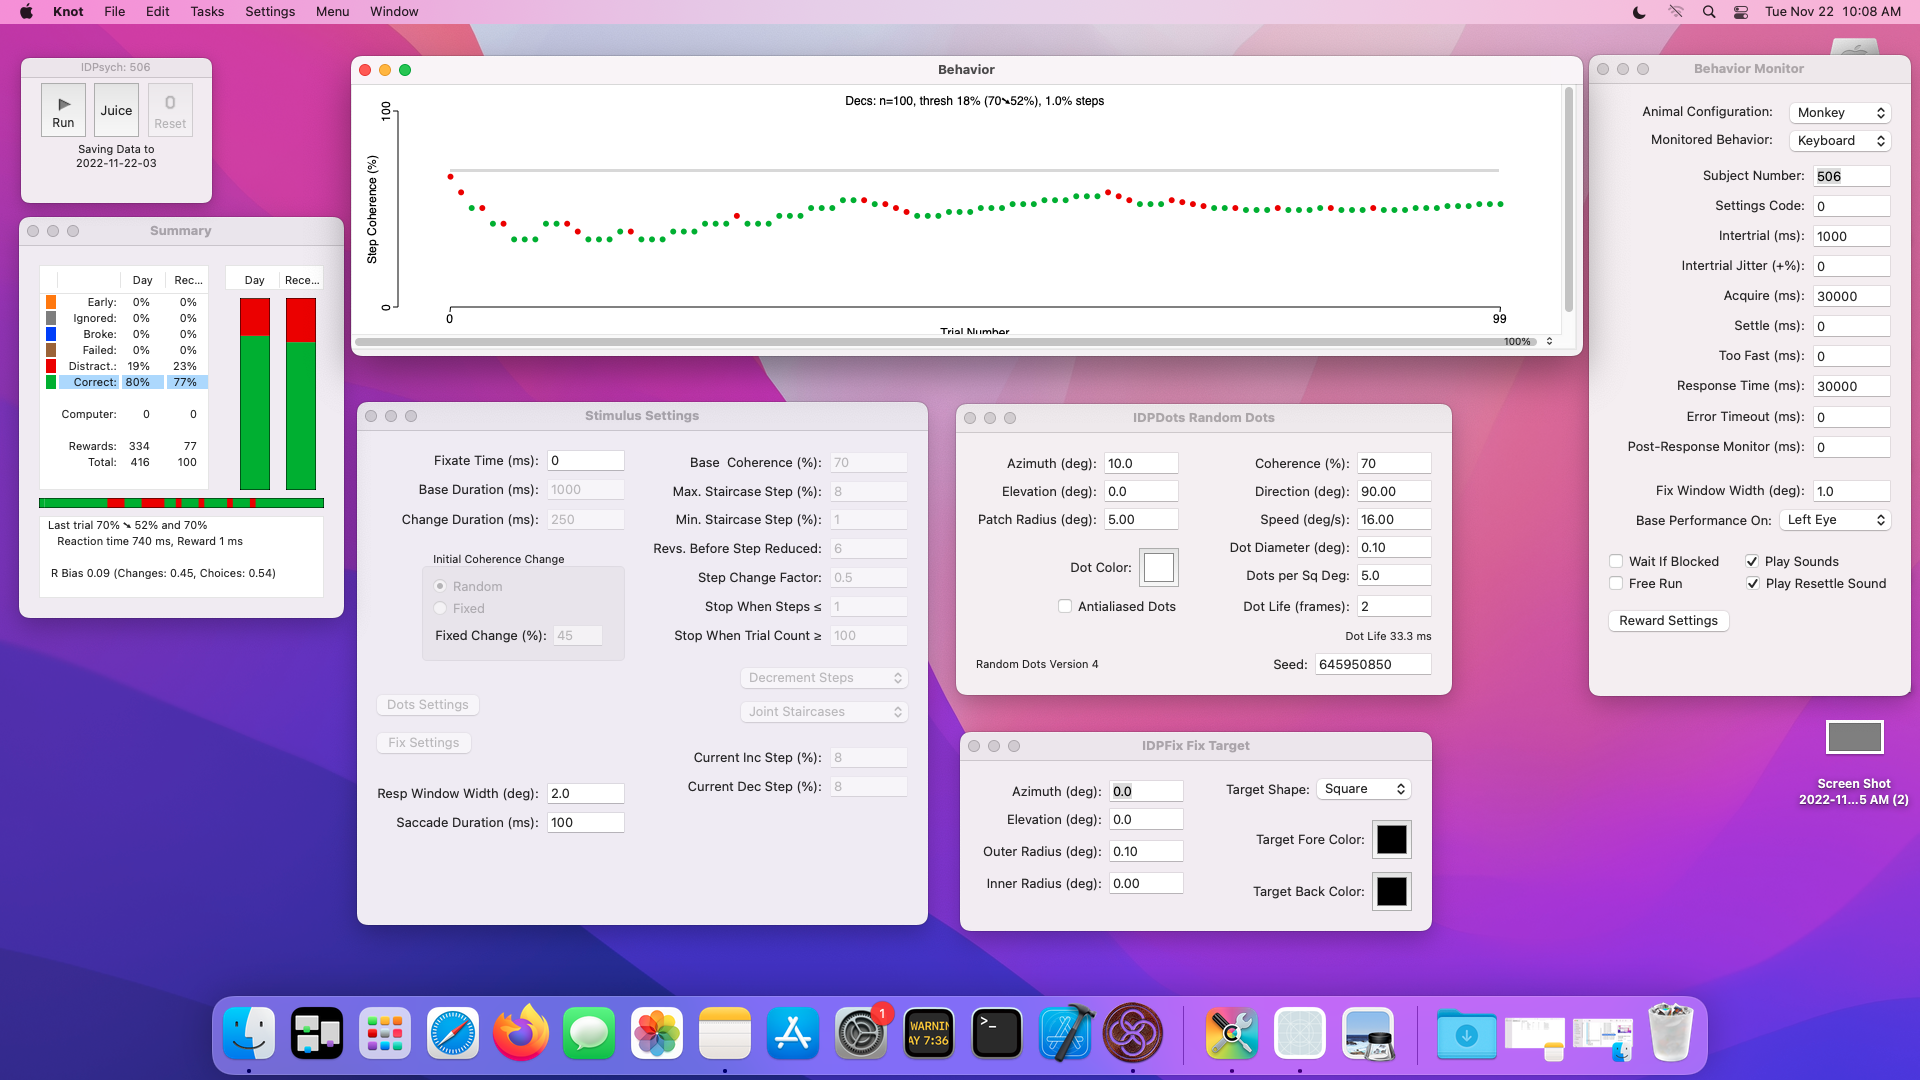 Knot File Edit Tasks Settings Menu Window
Tue Nov 22 10:08 AM
IDPsych: 506
Run
Juice
0
Reset
Saving Data to
2022-11-22-03
Summary
Day Rec...
Early: 0% 0%
Ignored: 0% 0%
Broke: 0% 0%
Failed: 0% 0%
Distract.: 19% 23%
Correct: 80% 77%
Computer: 0 0
Rewards: 334 77
Total: 416 100
Day Rece...
Last trial 70% ➘ 52% and 70%
Reaction time 740 ms, Reward 1 ms
R Bias 0.09 (Changes: 0.45, Choices: 0.54)
Behavior
Decs: n=100, thresh 18% (70➘52%), 1.0% steps
100
Step Coherence (%)
0
0 99
Trial Number
100%
Stimulus Settings
Fixate Time (ms): 0
Base Duration (ms): 1000
Change Duration (ms): 250
Initial Coherence Change
Random
Fixed
Fixed Change (%): 45
Dots Settings
Fix Settings
Resp Window Width (deg): 2.0
Saccade Duration (ms): 100
Base Coherence (%): 70
Max. Staircase Step (%): 8
Min. Staircase Step (%): 1
Revs. Before Step Reduced: 6
Step Change Factor: 0.5
Stop When Steps ≤ 1
Stop When Trial Count ≥ 100
Decrement Steps
Joint Staircases
Current Inc Step (%): 8
Current Dec Step (%): 8
IDPDots Random Dots
Azimuth (deg): 10.0
Elevation (deg): 0.0
Patch Radius (deg): 5.00
Dot Color:
Antialiased Dots
Random Dots Version 4
Coherence (%): 70
Direction (deg): 90.00
Speed (deg/s): 16.00
Dot Diameter (deg): 0.10
Dots per Sq Deg: 5.0
Dot Life (frames): 2
Dot Life 33.3 ms
Seed: 645950850
IDPFix Fix Target
Azimuth (deg): 0.0
Elevation (deg): 0.0
Outer Radius (deg): 0.10
Inner Radius (deg): 0.00
Target Shape: Square
Target Fore Color:
Target Back Color:
Behavior Monitor
Animal Configuration: Monkey
Monitored Behavior: Keyboard
Subject Number: 506
Settings Code: 0
Intertrial (ms): 1000
Intertrial Jitter (+%): 0
Acquire (ms): 30000
Settle (ms): 0
Too Fast (ms): 0
Response Time (ms): 30000
Error Timeout (ms): 0
Post-Response Monitor (ms): 0
Fix Window Width (deg): 1.0
Base Performance On: Left Eye
Wait If Blocked
Play Sounds
Free Run
Play Resettle Sound
Reward Settings
Screen Shot
2022-11...5 AM (2)
1
WARNIN
AY 7:36
>_